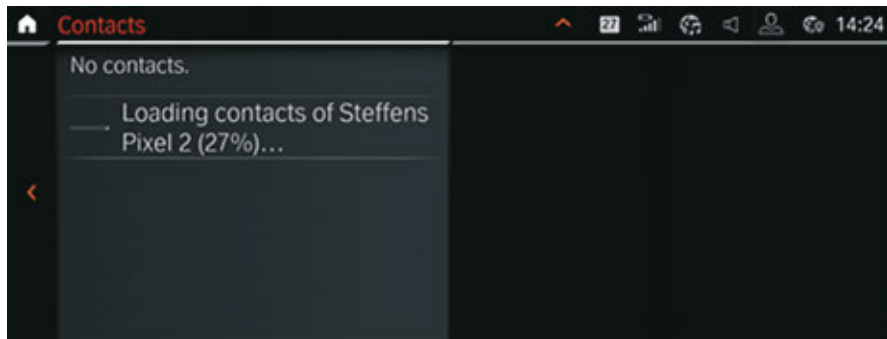 Contacts
27
14:24
No contacts.
Loading contacts of Steffens
Pixel 2 (27%)...